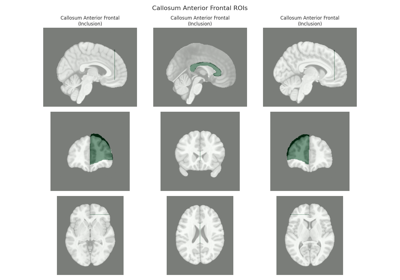 Callosum Anterior Frontal ROIs
Callosum Anterior Frontal
(Inclusion)
Callosum Anterior Frontal
(Inclusion)
Callosum Anterior Frontal
(Inclusion)